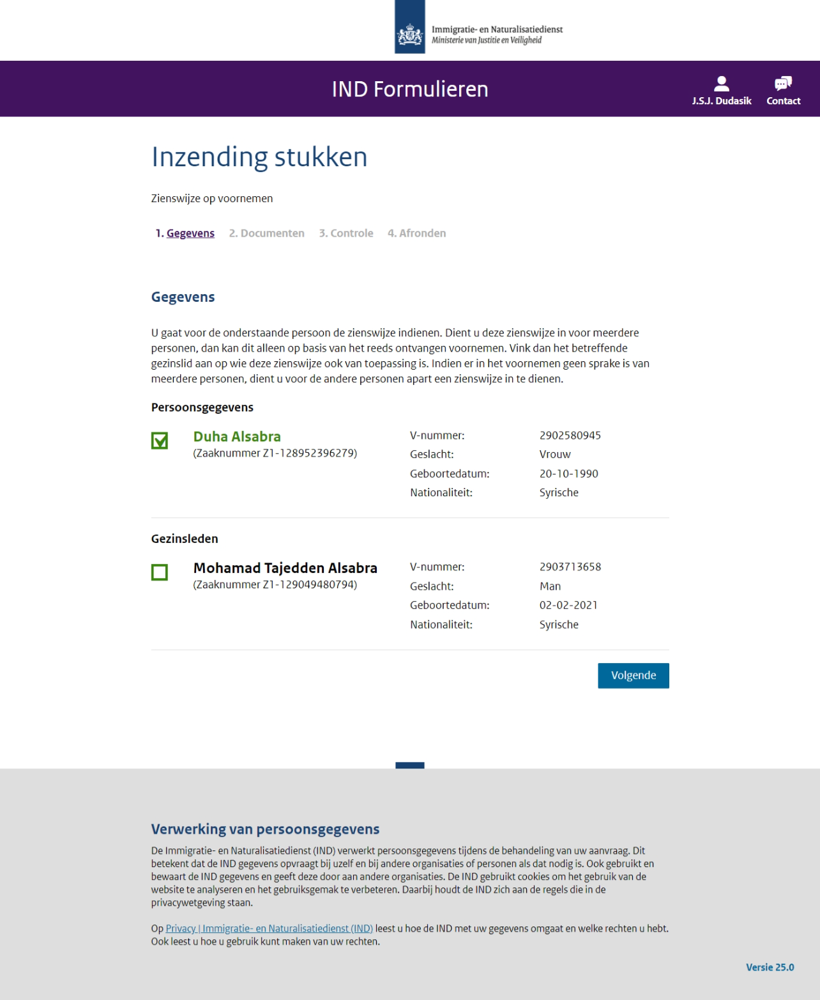 Immigratie- en Naturalisatiedienst
Ministerie van Justitie en Veiligheid
IND Formulieren
J.S.J. Dudasik
Contact
Inzending stukken
Zienswijze op voornemen
1. Gegevens 2. Documenten 3. Controle 4. Afronden
Gegevens
U gaat voor de onderstaande persoon de zienswijze indienen. Dient u deze zienswijze in voor meerdere
personen, dan kan dit alleen op basis van het reeds ontvangen voornemen. Vink dan het betreffende
gezinslid aan op wie deze zienswijze ook van toepassing is. Indien er in het voornemen geen sprake is van
meerdere personen, dient u voor de andere personen apart een zienswijze in te dienen.
Persoonsgegevens
Duha Alsabra
(Zaaknummer Z1-128952396279)
V-nummer: 2902580945
Geslacht: Vrouw
Geboortedatum: 20-10-1990
Nationaliteit: Syrische
Gezinsleden
Mohamad Tajedden Alsabra
(Zaaknummer Z1-129049480794)
V-nummer: 2903713658
Geslacht: Man
Geboortedatum: 02-02-2021
Nationaliteit: Syrische
Volgende
Verwerking van persoonsgegevens
De Immigratie- en Naturalisatiedienst (IND) verwerkt persoonsgegevens tijdens de behandeling van uw aanvraag. Dit
betekent dat de IND gegevens opvraagt bij uzelf en bij andere organisaties of personen als dat nodig is. Ook gebruikt en
bewaart de IND gegevens en geeft deze door aan andere organisaties. De IND gebruikt cookies om het gebruik van de
website te analyseren en het gebruiksgemak te verbeteren. Daarbij houdt de IND zich aan de regels die in de
privacywetgeving staan.
Op Privacy | Immigratie- en Naturalisatiedienst (IND) leest u hoe de IND met uw gegevens omgaat en welke rechten u hebt.
Ook leest u hoe u gebruik kunt maken van uw rechten.
Versie 25.0